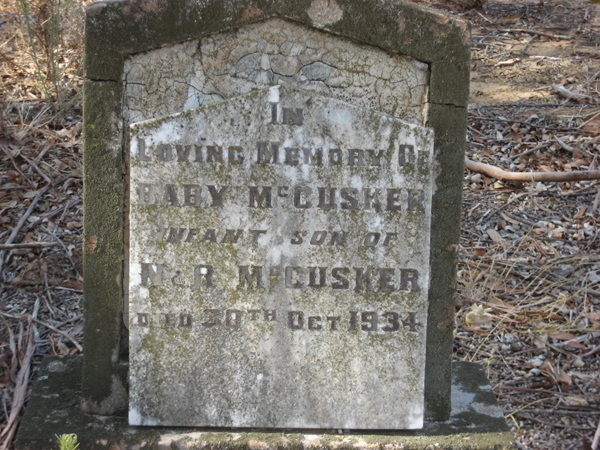 IN
LOVING MEMORY OF
BABY McCUSKER
INFANT SON OF
N & R McCUSKER
DIED 30TH OCT 1934